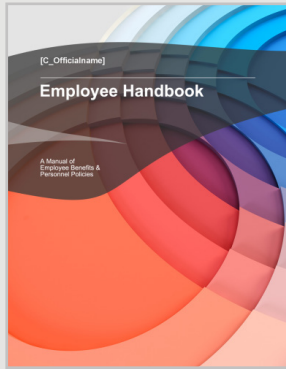 [C_Officialname]
Employee Handbook
A Manual of
Employee Benefits &
Personnel Policies